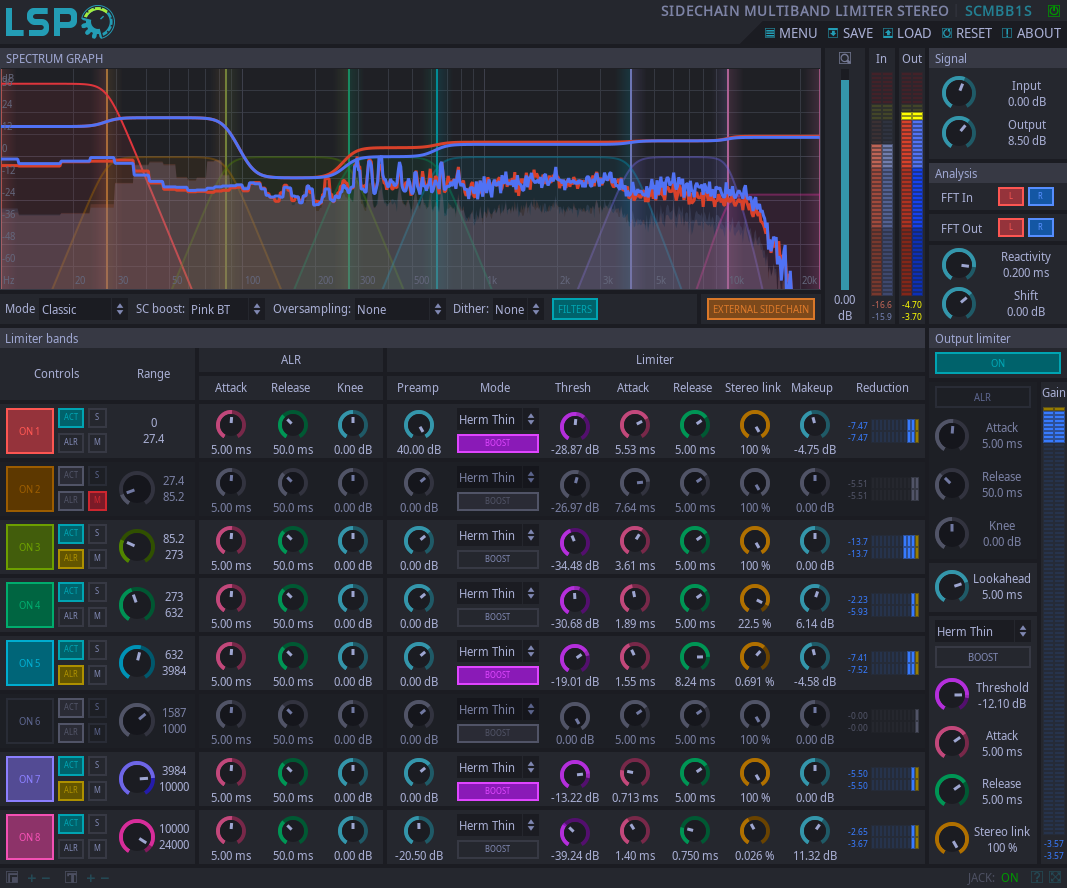 LSP
SIDECHAIN MULTIBAND LIMITER STEREO SCMBB1S
MENU SAVE LOAD RESET ABOUT
SPECTRUM GRAPH
In Out
dB
36
24
12
0
-12
-24
-36
-48
-60
Hz 20 30 50 100 200 300 500 1k 2k 3k 5k 10k 20k
0.00
dB
-16.6 -4.70
-15.9 -3.70
Mode Classic SC boost: Pink BT Oversampling: None Dither: None FILTERS EXTERNAL SIDECHAIN
Signal
Input
0.00 dB
Output
8.50 dB
Analysis
FFT In L R
FFT Out L R
Reactivity
0.200 ms
Shift
0.00 dB
Limiter bands
Controls Range
ALR
Attack Release Knee
Limiter
Preamp Mode Thresh Attack Release Stereo link Makeup Reduction
ON 1 ACT S ALR M
0
27.4
5.00 ms 50.0 ms 0.00 dB 40.00 dB
Herm Thin
BOOST
-28.87 dB 5.53 ms 5.00 ms 100 % -4.75 dB
-7.47
-7.47
ON 2 ACT S ALR M
27.4
85.2
5.00 ms 50.0 ms 0.00 dB 0.00 dB
Herm Thin
BOOST
-26.97 dB 7.64 ms 5.00 ms 100 % 0.00 dB
-5.51
-5.51
ON 3 ACT S ALR M
85.2
273
5.00 ms 50.0 ms 0.00 dB 0.00 dB
Herm Thin
BOOST
-34.48 dB 3.61 ms 5.00 ms 100 % 0.00 dB
-13.7
-13.7
ON 4 ACT S ALR M
273
632
5.00 ms 50.0 ms 0.00 dB 0.00 dB
Herm Thin
BOOST
-30.68 dB 1.89 ms 5.00 ms 22.5 % 6.14 dB
-2.23
-5.93
ON 5 ACT S ALR M
632
3984
5.00 ms 50.0 ms 0.00 dB 0.00 dB
Herm Thin
BOOST
-19.01 dB 1.55 ms 8.24 ms 0.691 % -4.58 dB
-7.41
-7.52
ON 6 ACT S ALR M
1587
1000
5.00 ms 50.0 ms 0.00 dB 0.00 dB
Herm Thin
BOOST
0.00 dB 5.00 ms 5.00 ms 100 % 0.00 dB
-0.00
-0.00
ON 7 ACT S ALR M
3984
10000
5.00 ms 50.0 ms 0.00 dB 0.00 dB
Herm Thin
BOOST
-13.22 dB 0.713 ms 5.00 ms 100 % 0.00 dB
-5.50
-5.50
ON 8 ACT S ALR M
10000
24000
5.00 ms 50.0 ms 0.00 dB -20.50 dB
Herm Thin
BOOST
-39.24 dB 1.40 ms 0.750 ms 0.026 % 11.32 dB
-2.65
-3.67
Output limiter
ON
ALR
Gain
Attack
5.00 ms
Release
50.0 ms
Knee
0.00 dB
Lookahead
5.00 ms
Herm Thin
BOOST
Threshold
-12.10 dB
Attack
5.00 ms
Release
5.00 ms
Stereo link
100 %
-3.57
-3.57
JACK: ON